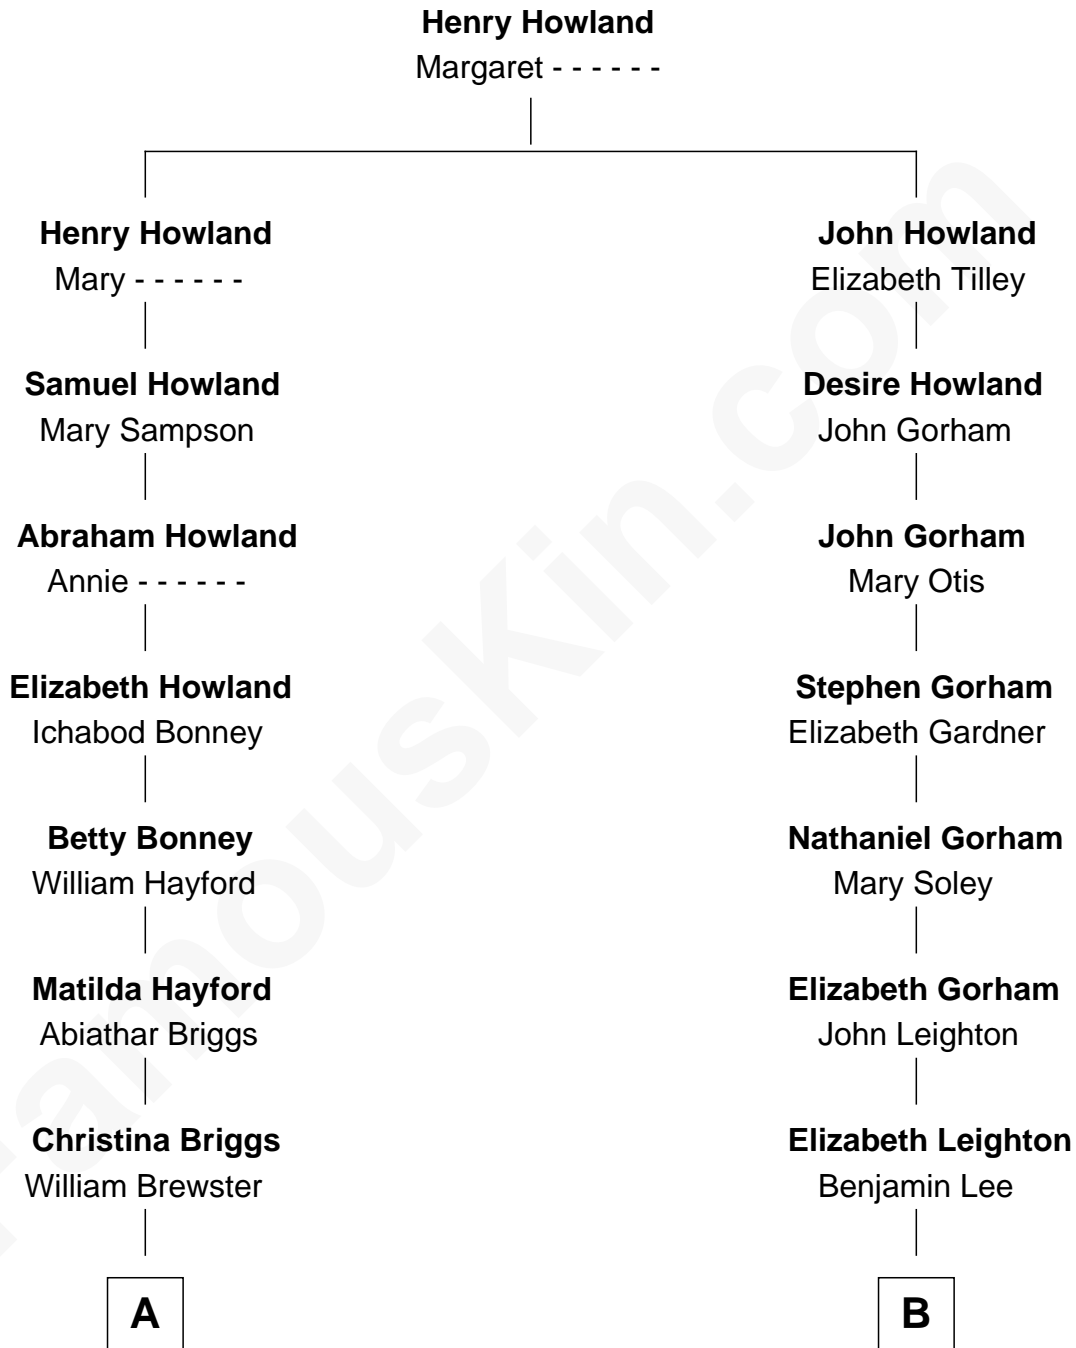 Henry Howland
Margaret - - - - - -
Henry Howland
Mary - - - - - -
Samuel Howland
Mary Sampson
Abraham Howland
Annie - - - - - -
Elizabeth Howland
Ichabod Bonney
Betty Bonney
William Hayford
Matilda Hayford
Abiathar Briggs
Christina Briggs
William Brewster
A
John Howland
Elizabeth Tilley
Desire Howland
John Gorham
John Gorham
Mary Otis
Stephen Gorham
Elizabeth Gardner
Nathaniel Gorham
Mary Soley
Elizabeth Gorham
John Leighton
Elizabeth Leighton
Benjamin Lee
B
FamousKin.com